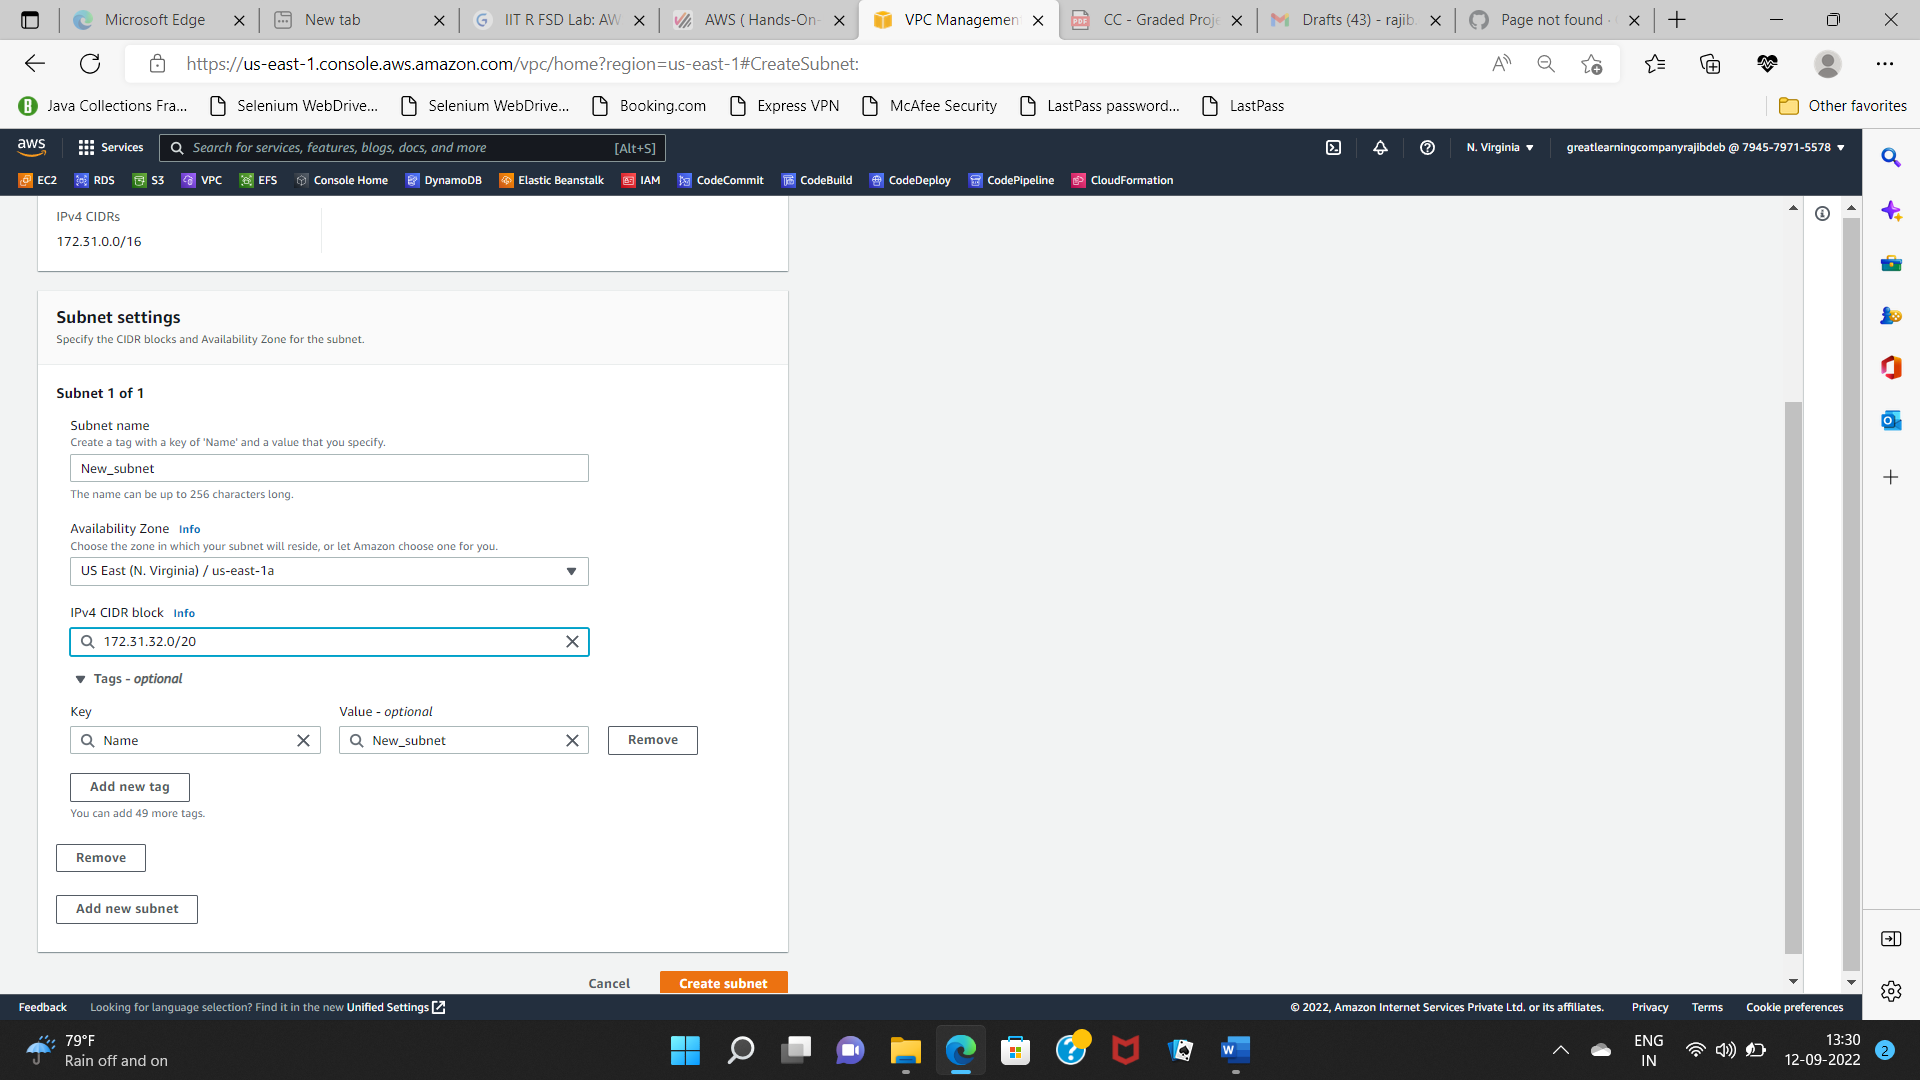 Microsoft Edge
New tab
IIT R FSD Lab: AW
AWS ( Hands-On-
VPC Managemen
CC - Graded Proje
Drafts (43) - rajib
Page not found ·
https://us-east-1.console.aws.amazon.com/vpc/home?region=us-east-1#CreateSubnet:
Java Collections Fra...
Selenium WebDrive...
Selenium WebDrive...
Booking.com
Express VPN
McAfee Security
LastPass password...
LastPass
Other favorites
aws
Services
Search for services, features, blogs, docs, and more
[Alt+S]
N. Virginia
greatlearningcompanyrajibdeb @ 7945-7971-5578
EC2
RDS
S3
VPC
EFS
Console Home
DynamoDB
Elastic Beanstalk
IAM
CodeCommit
CodeBuild
CodeDeploy
CodePipeline
CloudFormation
IPv4 CIDRs
172.31.0.0/16
Subnet settings
Specify the CIDR blocks and Availability Zone for the subnet.
Subnet 1 of 1
Subnet name
Create a tag with a key of 'Name' and a value that you specify.
New_subnet
The name can be up to 256 characters long.
Availability Zone Info
Choose the zone in which your subnet will reside, or let Amazon choose one for you.
US East (N. Virginia) / us-east-1a
IPv4 CIDR block Info
172.31.32.0/20
Tags - optional
Key
Value - optional
Name
New_subnet
Remove
Add new tag
You can add 49 more tags.
Remove
Add new subnet
Cancel
Create subnet
Feedback
Looking for language selection? Find it in the new Unified Settings
© 2022, Amazon Internet Services Private Ltd. or its affiliates.
Privacy
Terms
Cookie preferences
79°F
Rain off and on
ENG
IN
13:30
12-09-2022
2